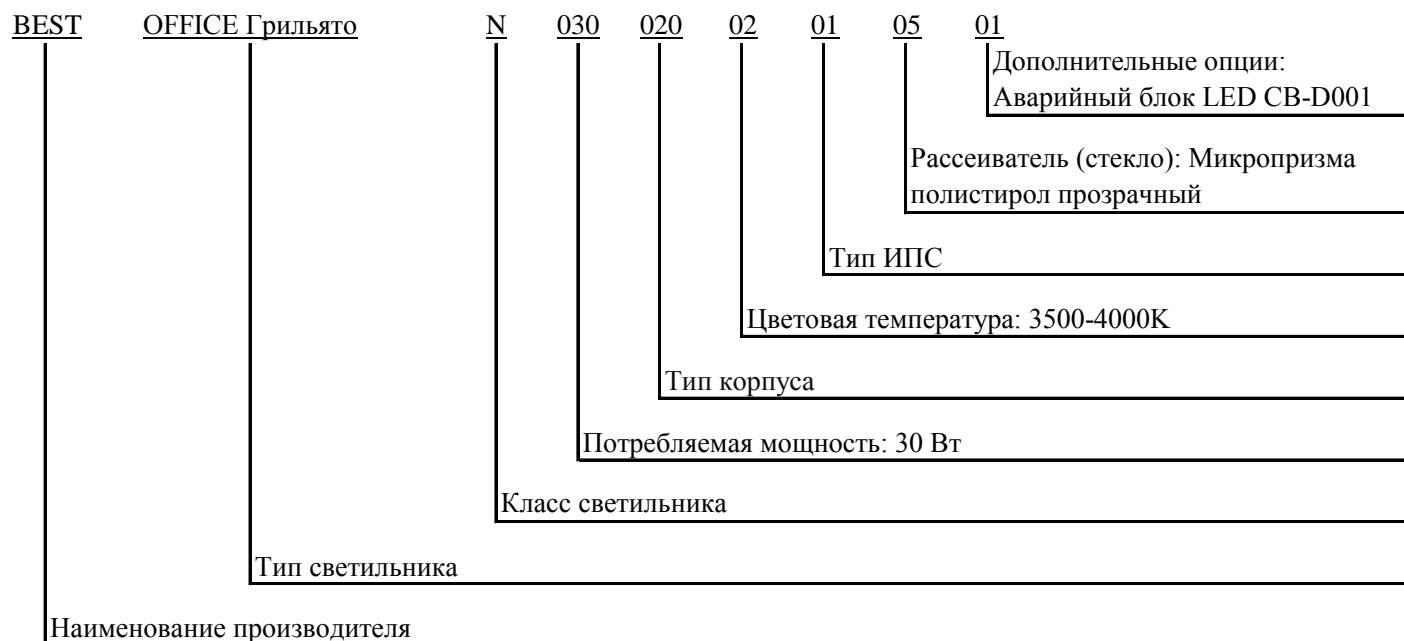 BEST OFFICE Грильято N 030 020 02 01 05 01
Дополнительные опции:
Аварийный блок LED CB-D001
Рассеиватель (стекло): Микропризма
полистирол прозрачный
Тип ИПС
Цветовая температура: 3500-4000К
Тип корпуса
Потребляемая мощность: 30 Вт
Класс светильника
Тип светильника
Наименование производителя